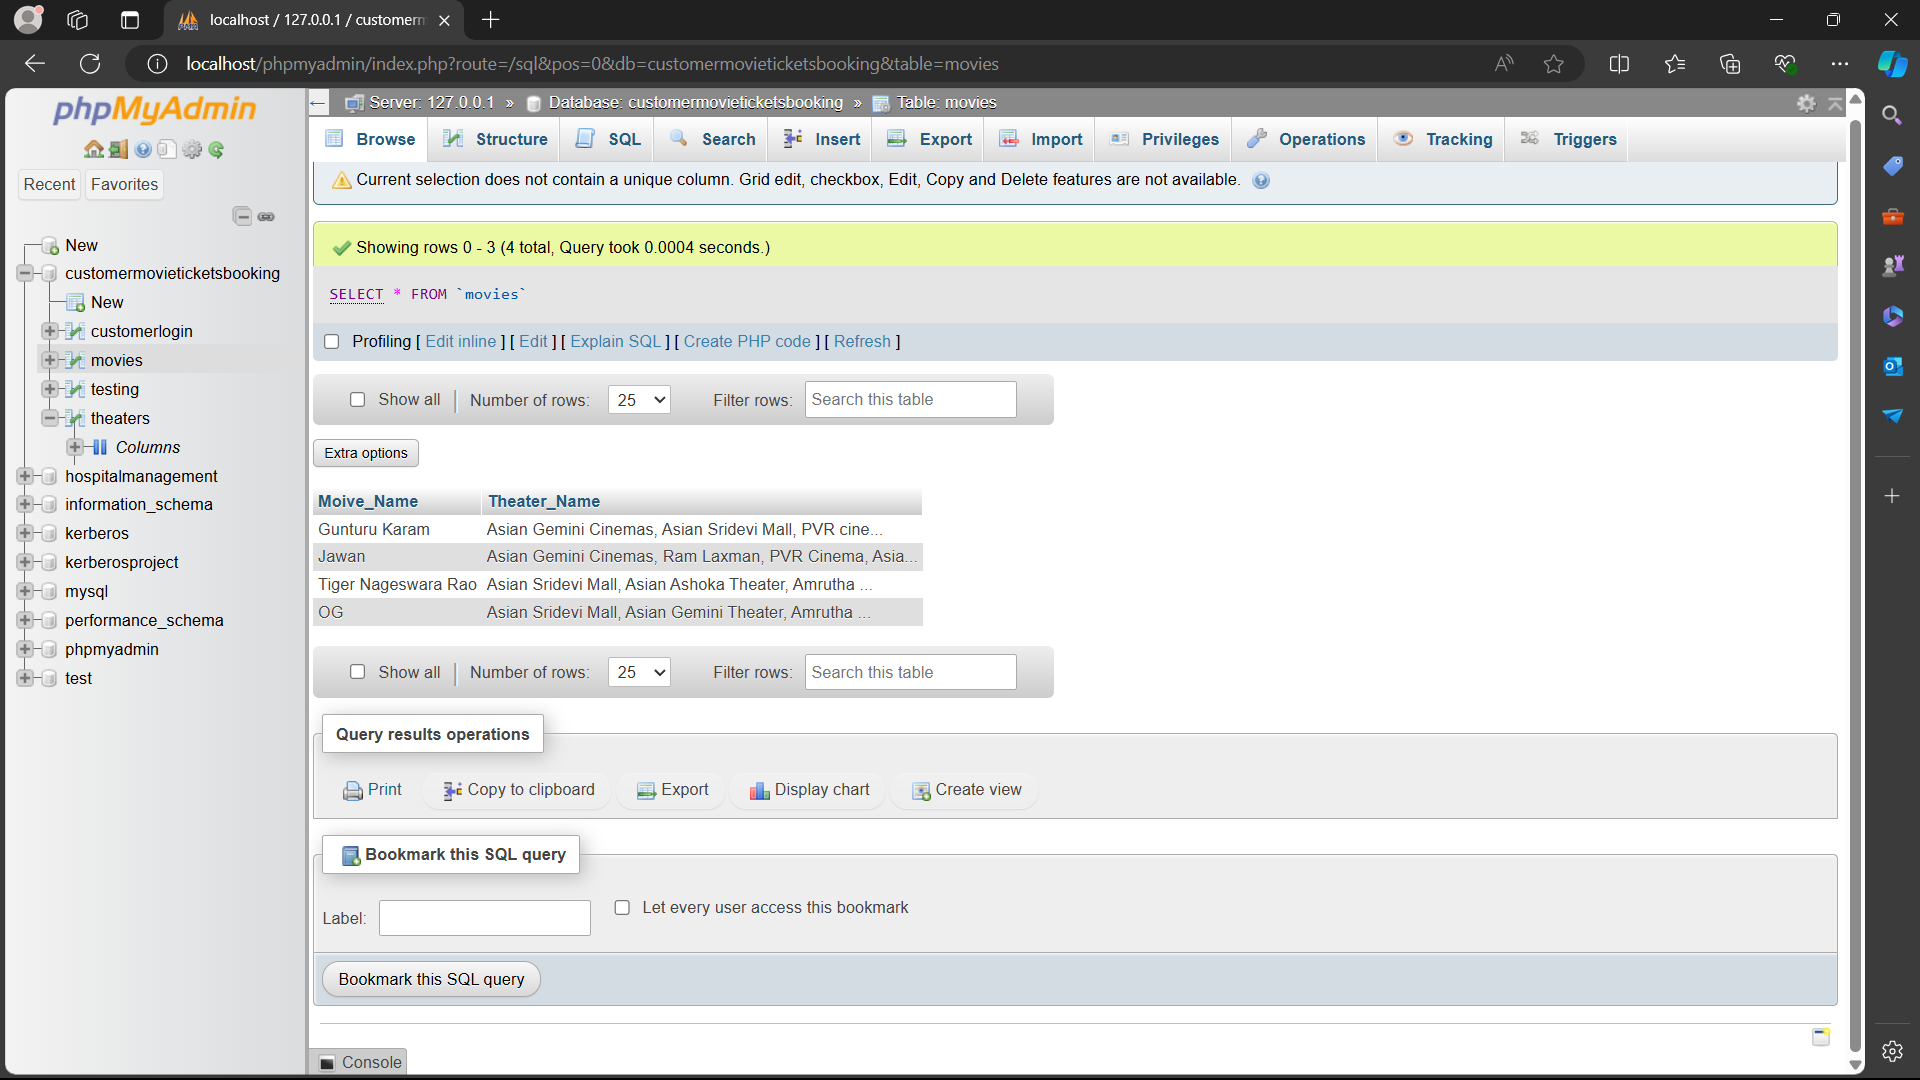 localhost / 127.0.0.1 / customerm
localhost/phpmyadmin/index.php?route=/sql&pos=0&db=customermovieticketsbooking&table=movies
phpMyAdmin
Recent Favorites
New
customermovieticketsbooking
New
customerlogin
movies
testing
theaters
Columns
hospitalmanagement
information_schema
kerberos
kerberosproject
mysql
performance_schema
phpmyadmin
test
Server: 127.0.0.1 » Database: customermovieticketsbooking » Table: movies
Browse Structure SQL Search Insert Export Import Privileges Operations Tracking Triggers
Current selection does not contain a unique column. Grid edit, checkbox, Edit, Copy and Delete features are not available.
Showing rows 0 - 3 (4 total, Query took 0.0004 seconds.)
SELECT * FROM `movies`
Profiling [ Edit inline ] [ Edit ] [ Explain SQL ] [ Create PHP code ] [ Refresh ]
Show all Number of rows: 25 Filter rows: Search this table
Extra options
Moive_Name Theater_Name
Gunturu Karam Asian Gemini Cinemas, Asian Sridevi Mall, PVR cine...
Jawan Asian Gemini Cinemas, Ram Laxman, PVR Cinema, Asia...
Tiger Nageswara Rao Asian Sridevi Mall, Asian Ashoka Theater, Amrutha ...
OG Asian Sridevi Mall, Asian Gemini Theater, Amrutha ...
Show all Number of rows: 25 Filter rows: Search this table
Query results operations
Print Copy to clipboard Export Display chart Create view
Bookmark this SQL query
Label: Let every user access this bookmark
Bookmark this SQL query
Console